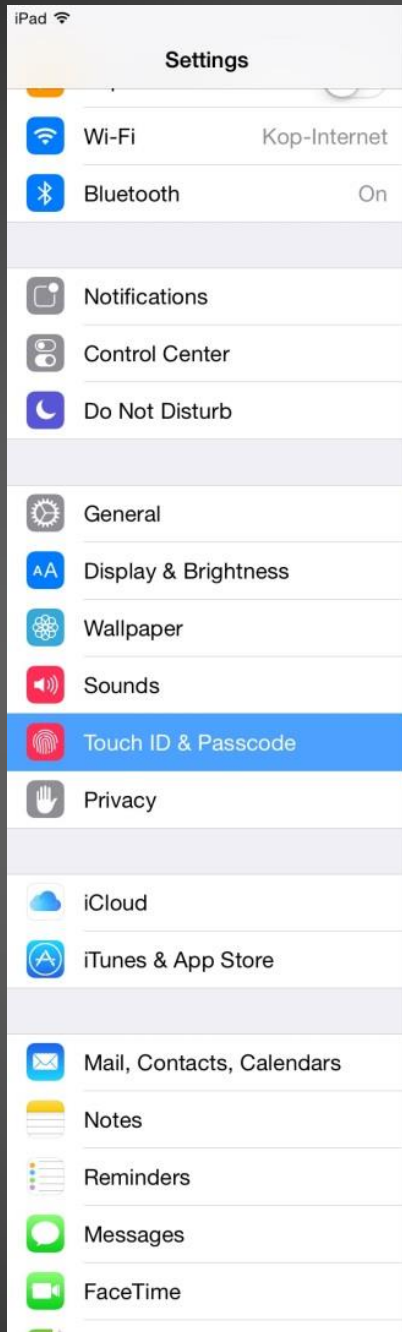 iPad
Settings
Wi-Fi Kop-Internet
Bluetooth On
Notifications
Control Center
Do Not Disturb
General
AA Display & Brightness
Wallpaper
Sounds
Touch ID & Passcode
Privacy
iCloud
iTunes & App Store
Mail, Contacts, Calendars
Notes
Reminders
Messages
FaceTime